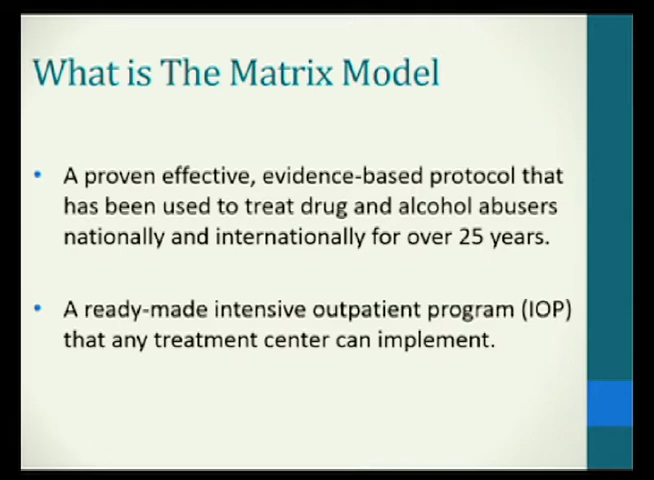 What is The Matrix Model
• A proven effective, evidence-based protocol that
has been used to treat drug and alcohol abusers
nationally and internationally for over 25 years.
• A ready-made intensive outpatient program (IOP)
that any treatment center can implement.